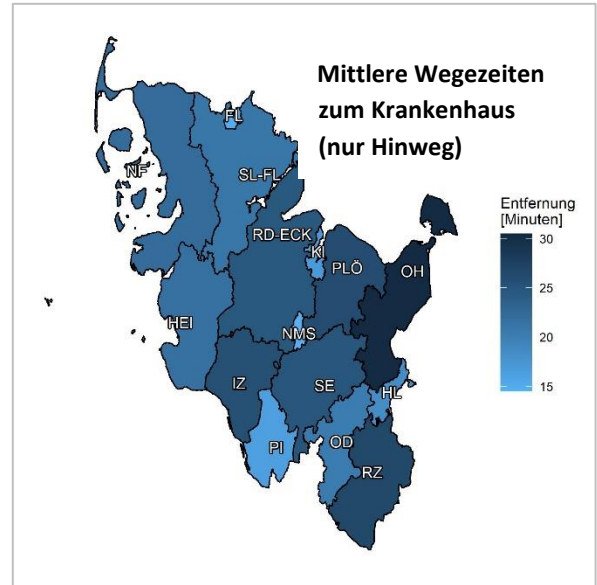 Mittlere Wegezeiten
zum Krankenhaus
(nur Hinweg)
FL
NF
SL-FL
RD-ECK
KI
PLÖ
OH
HEI
NMS
IZ
SE
HL
PI
OD
RZ
Entfernung
[Minuten]
30
25
20
15